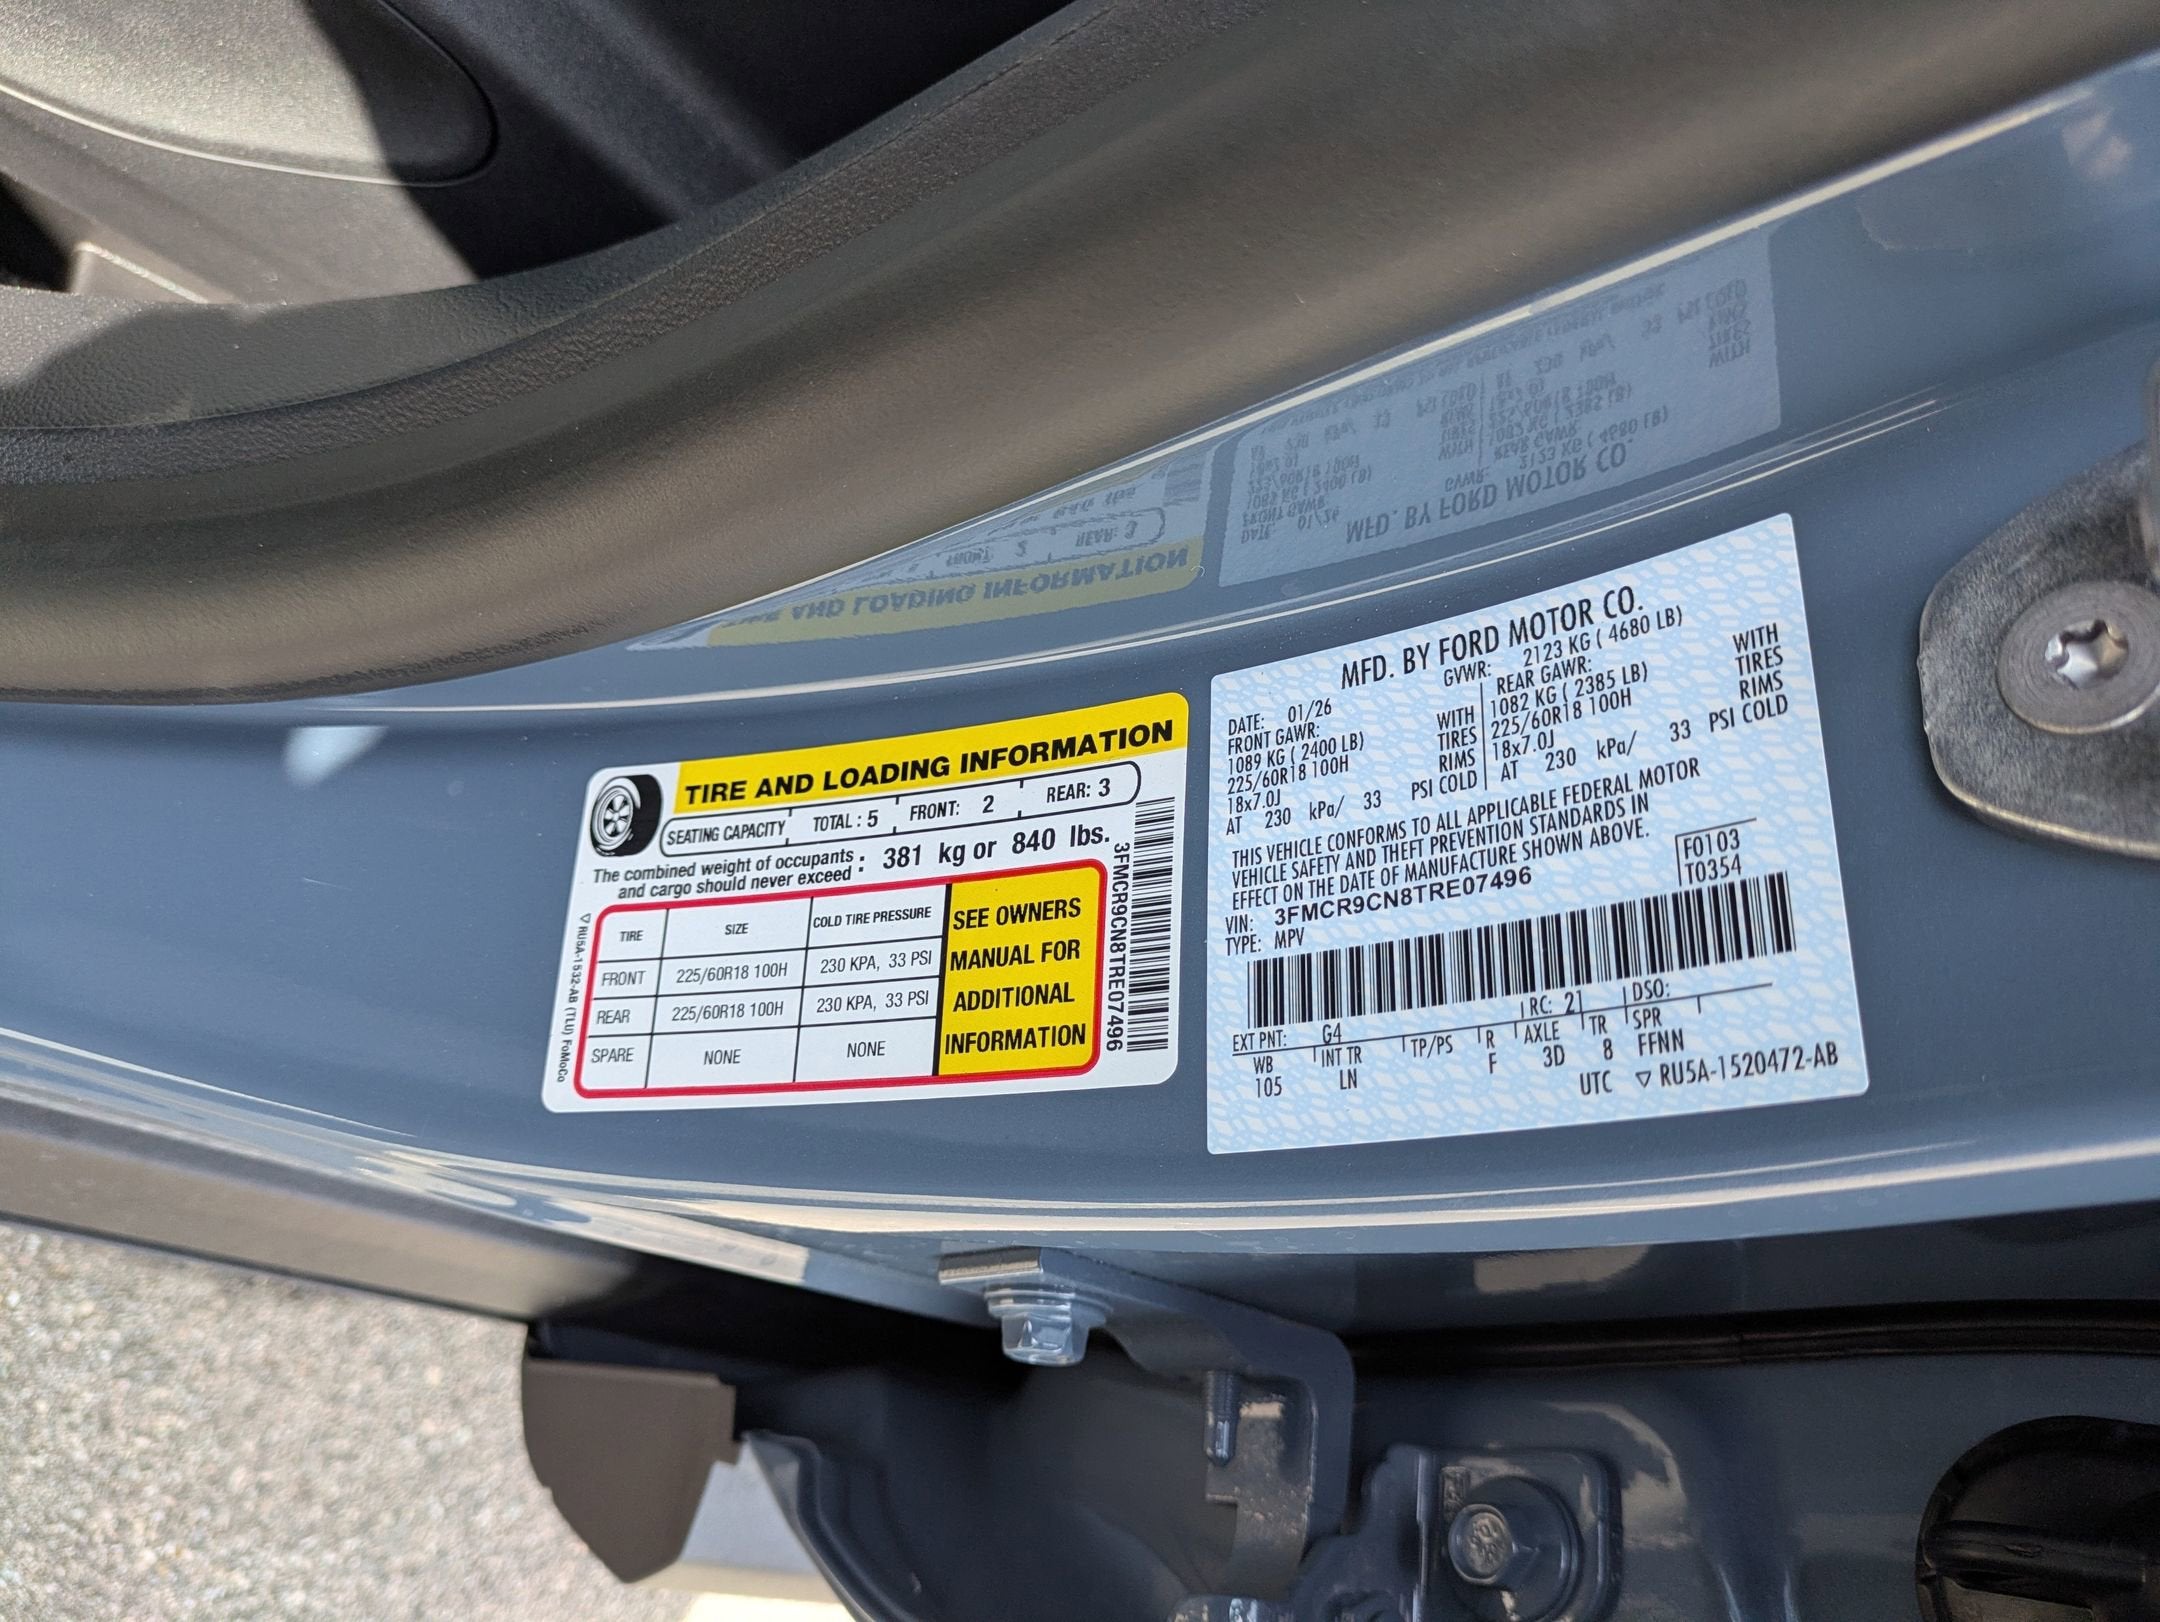 TIRE AND LOADING INFORMATION
SEATING CAPACITY TOTAL : 5 FRONT: 2 REAR: 3
The combined weight of occupants : 381 kg or 840 lbs.
and cargo should never exceed :
TIRE SIZE COLD TIRE PRESSURE
FRONT 225/60R18 100H 230 KPA, 33 PSI
REAR 225/60R18 100H 230 KPA, 33 PSI
SPARE NONE NONE
SEE OWNERS
MANUAL FOR
ADDITIONAL
INFORMATION
3FMCR9CN8TRE07496
▽RU5A-1532-AB (TLU) FoMoCo
MFD. BY FORD MOTOR CO.
DATE: 01/26 GVWR: 2123 KG ( 4680 LB)
FRONT GAWR: REAR GAWR:
1089 KG ( 2400 LB) WITH 1082 KG ( 2385 LB) WITH
225/60R18 100H TIRES 225/60R18 100H TIRES
18x7.0J RIMS 18x7.0J RIMS
AT 230 kPa/ 33 PSI COLD AT 230 kPa/ 33 PSI COLD
THIS VEHICLE CONFORMS TO ALL APPLICABLE FEDERAL MOTOR
VEHICLE SAFETY AND THEFT PREVENTION STANDARDS IN
EFFECT ON THE DATE OF MANUFACTURE SHOWN ABOVE.
VIN: 3FMCR9CN8TRE07496
TYPE: MPV
F0103
T0354
EXT PNT: G4 RC: 21 DSO:
WB INT TR TP/PS R AXLE TR SPR
105 LN F 3D 8 FFNN
UTC ▽ RU5A-1520472-AB